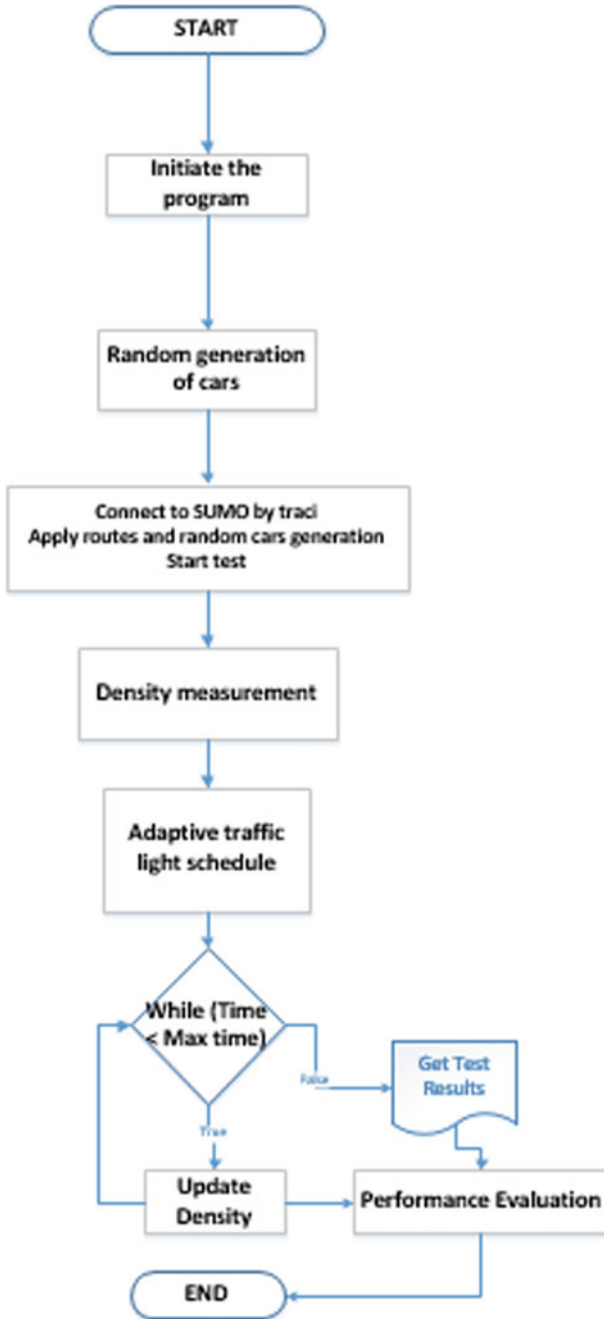 START
Initiate the
program
Random generation
of cars
Connect to SUMO by traci
Apply routes and random cars generation
Start test
Density measurement
Adaptive traffic
light schedule
While (Time
< Max time)
False
Get Test
Results
True
Update
Density
Performance Evaluation
END